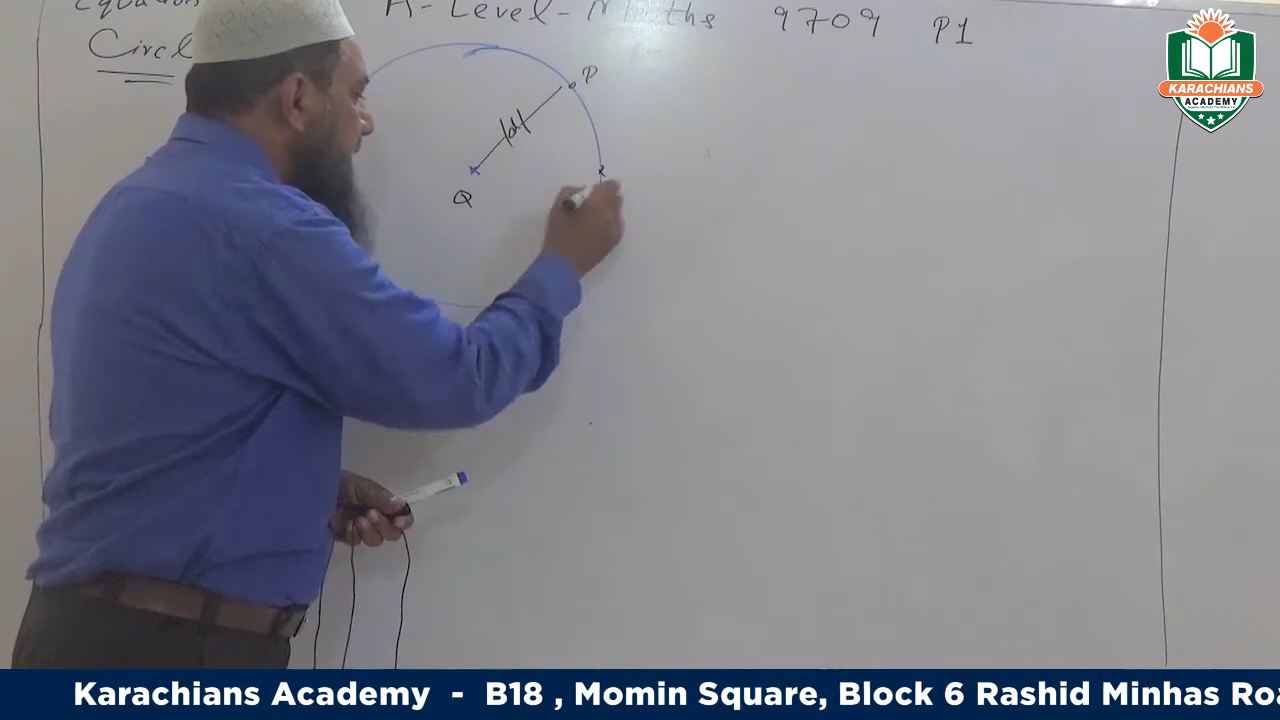 A-Level-Maths 9709 P1
Circl
P
Q
KARACHIANS
ACADEMY
Karachians Academy - B18 , Momin Square, Block 6 Rashid Minhas Ro